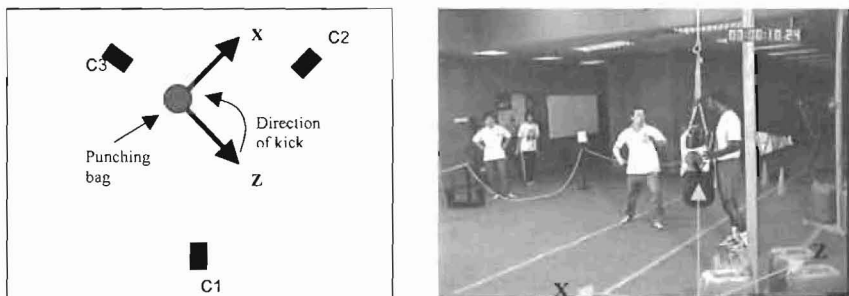 X
C2
C3
Direction
of kick
Punching
bag
Z
C1
00:00:10.24
X
Z